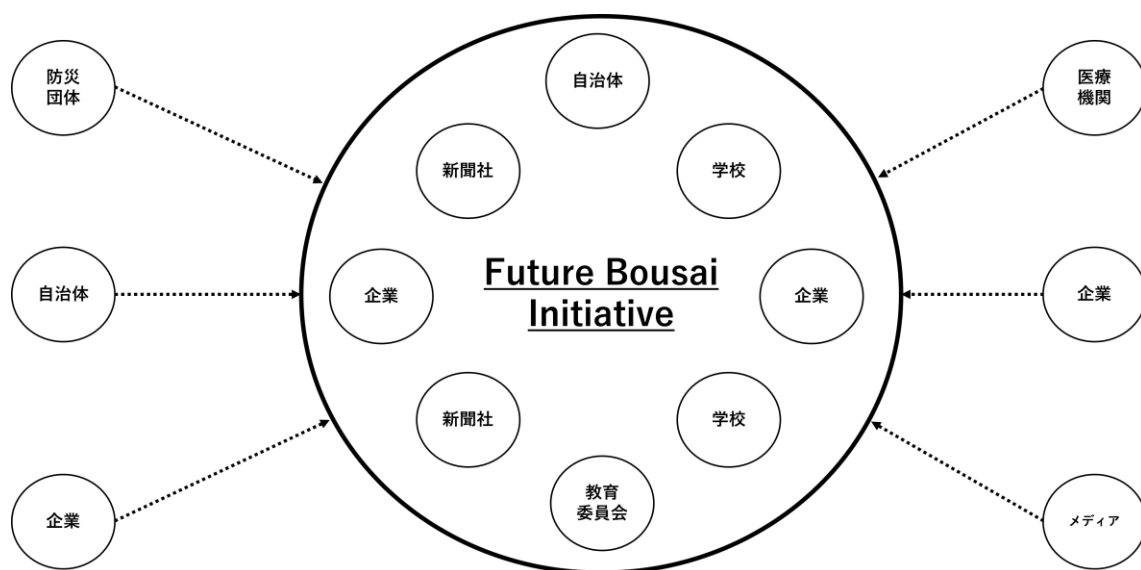 防災
団体
自治体
医療
機関
新聞社
学校
自治体
企業
Future Bousai
Initiative
企業
企業
新聞社
学校
企業
教育
委員会
メディア